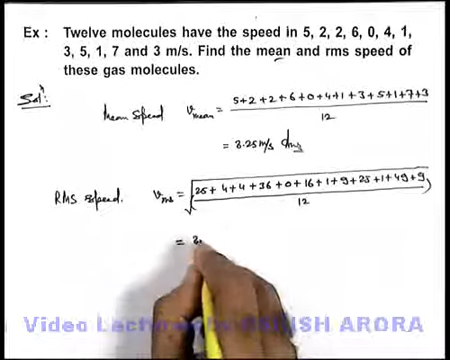 Ex : Twelve molecules have the speed in 5, 2, 2, 6, 0, 4, 1,
3, 5, 1, 7 and 3 m/s. Find the mean and rms speed of
these gas molecules.
Solⁿ.
Mean Speed v_mean = 5+2+2+6+0+4+1+3+5+1+7+3 / 12
= 3.25 m/s Ans
RMS Speed. v_rms = √(25+4+4+36+0+16+1+9+25+1+49+9 / 12)
= 3.
Video Lecture by ASHISH ARORA